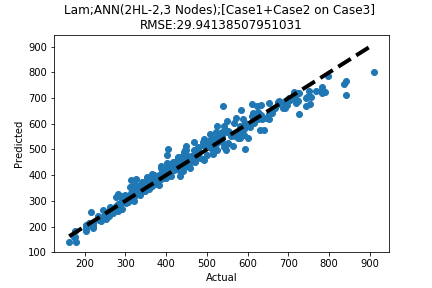 Lam;ANN(2HL-2,3 Nodes);[Case1+Case2 on Case3]
RMSE:29.94138507951031
900
800
700
600
500
400
300
200
100
Predicted
200 300 400 500 600 700 800 900
Actual